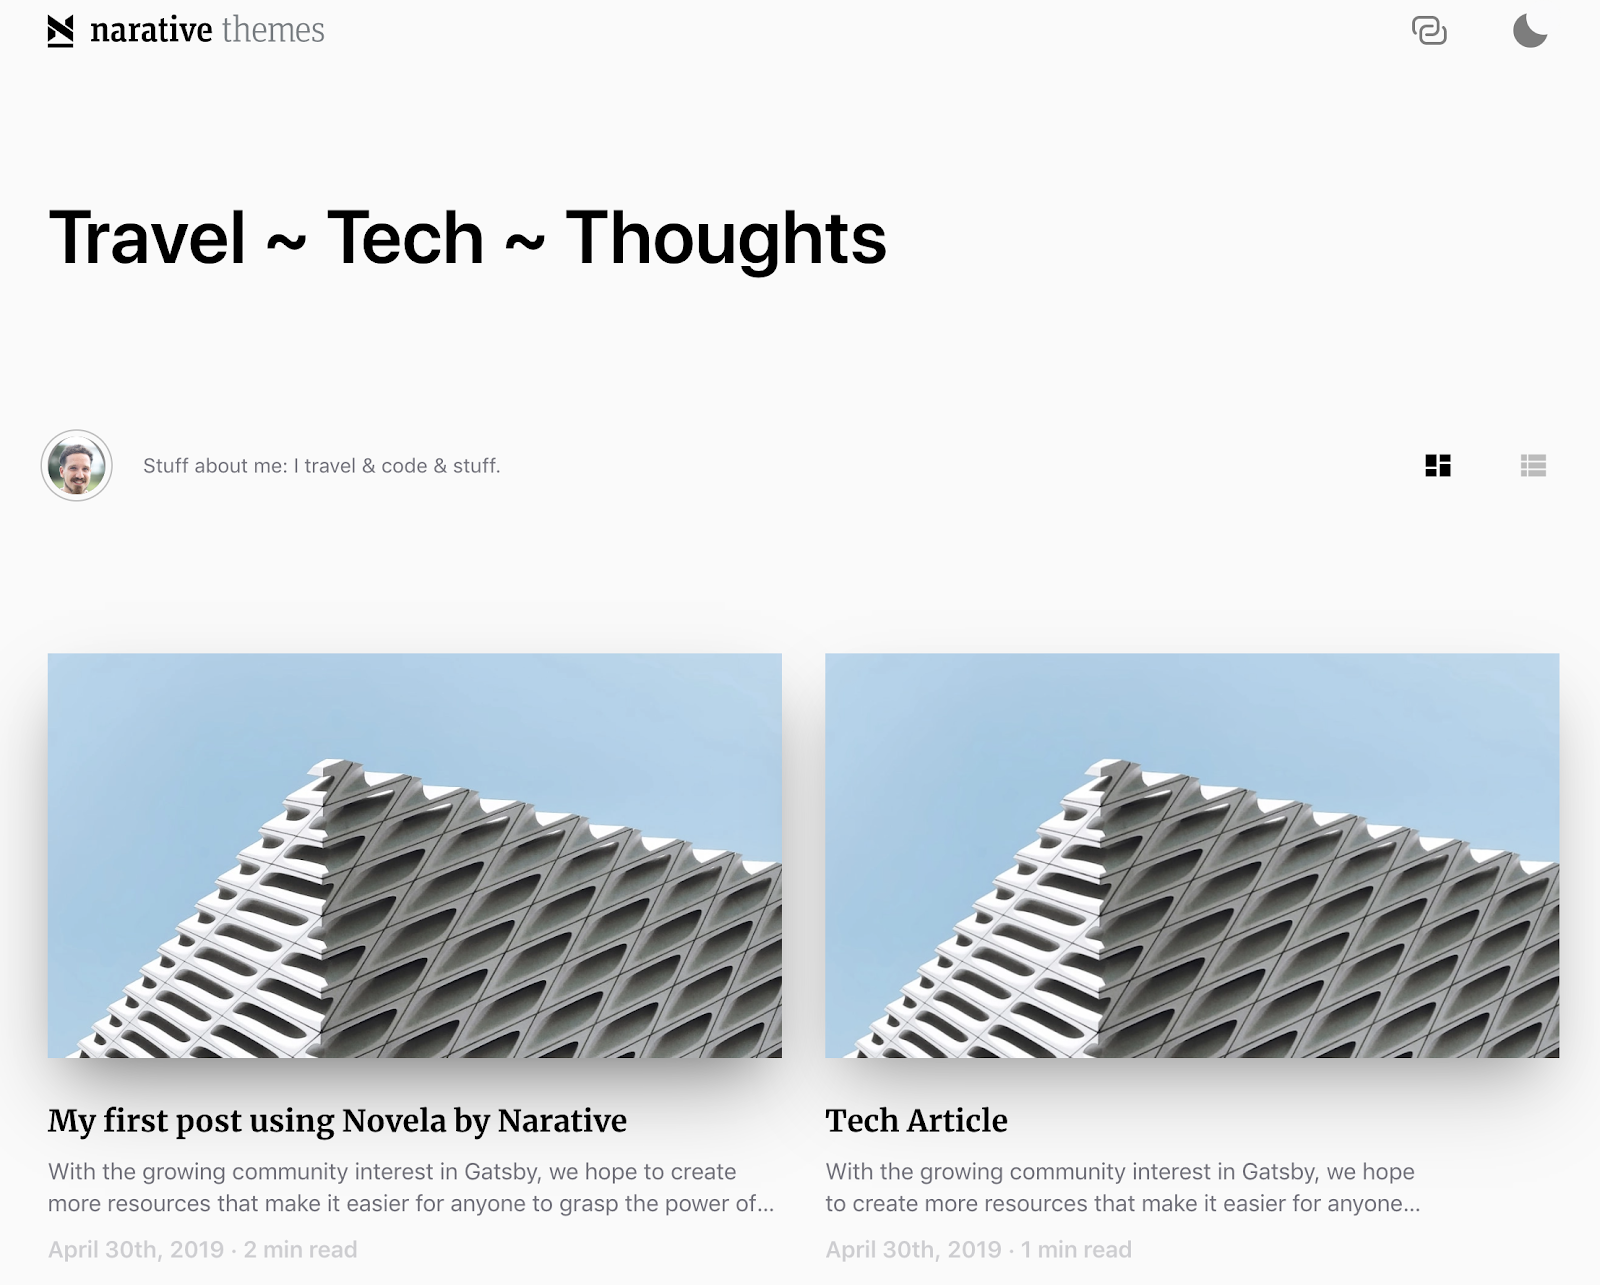 narative themes
Travel ~ Tech ~ Thoughts
Stuff about me: I travel & code & stuff.
My first post using Novela by Narative
With the growing community interest in Gatsby, we hope to create
more resources that make it easier for anyone to grasp the power of...
April 30th, 2019 · 2 min read
Tech Article
With the growing community interest in Gatsby, we hope
to create more resources that make it easier for anyone...
April 30th, 2019 · 1 min read